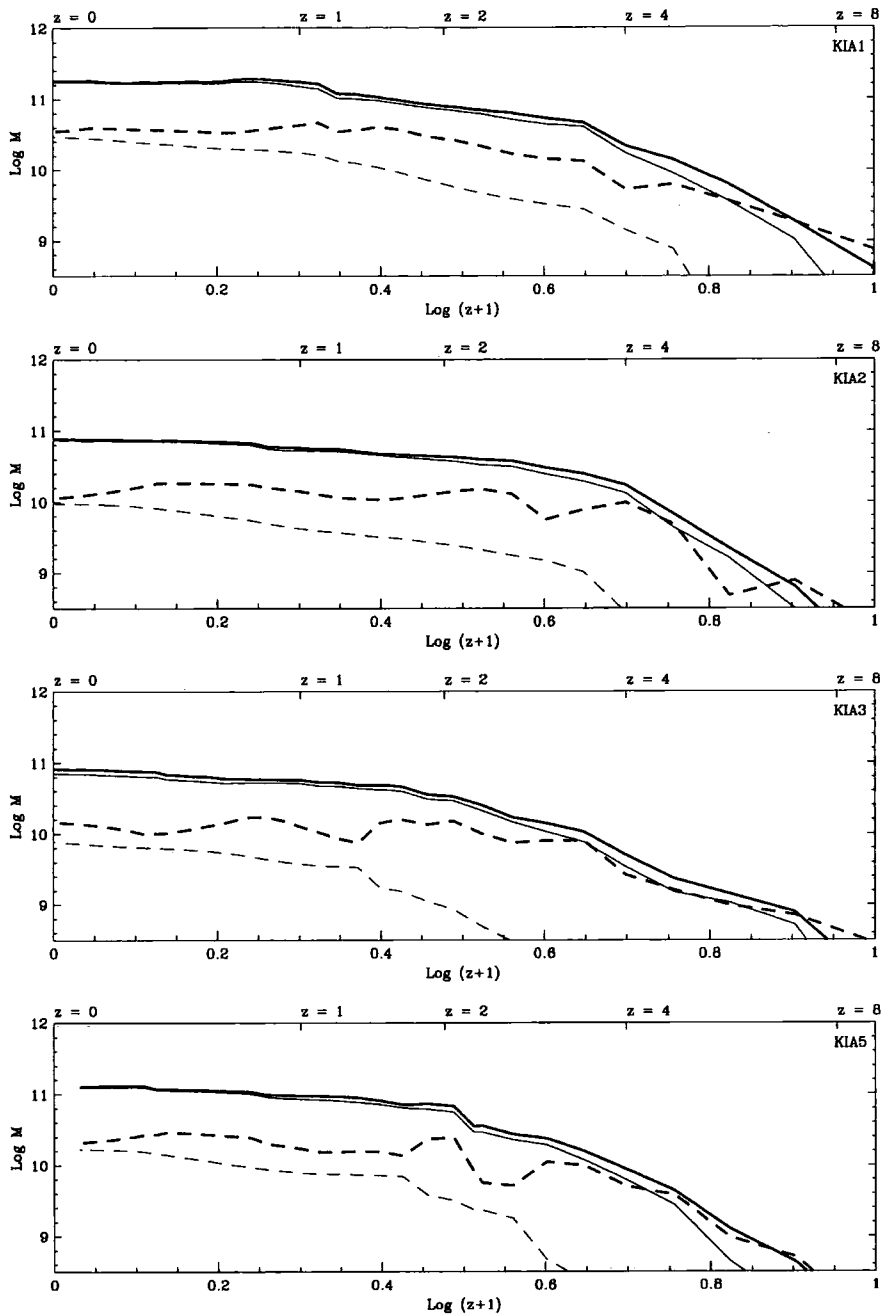 z = 0 z = 1 z = 2 z = 4 z = 8
KIA1
12
11
10
9
Log M
0 0.2 0.4 0.6 0.8 1
Log (z+1)
z = 0 z = 1 z = 2 z = 4 z = 8
KIA2
12
11
10
9
Log M
0 0.2 0.4 0.6 0.8 1
Log (z+1)
z = 0 z = 1 z = 2 z = 4 z = 8
KIA3
12
11
10
9
Log M
0 0.2 0.4 0.6 0.8 1
Log (z+1)
z = 0 z = 1 z = 2 z = 4 z = 8
KIA5
12
11
10
9
Log M
0 0.2 0.4 0.6 0.8 1
Log (z+1)